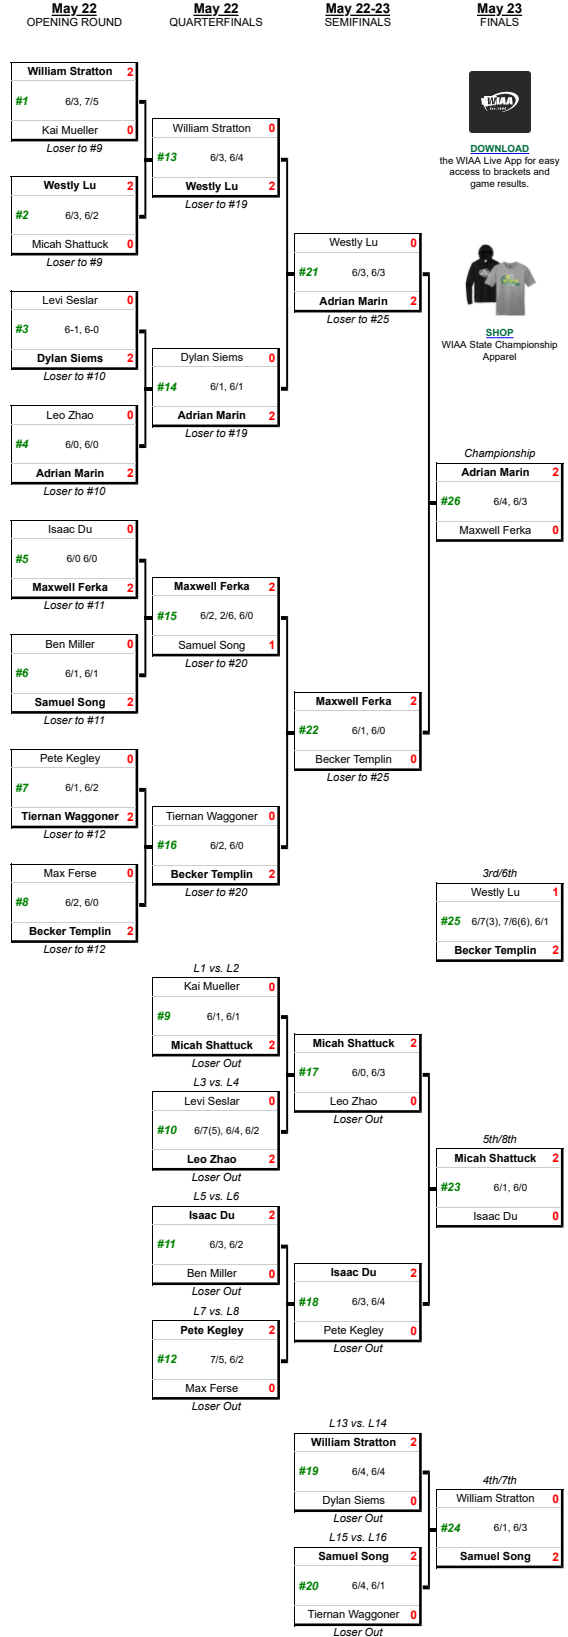 May 22
OPENING ROUND
May 22
QUARTERFINALS
May 22-23
SEMIFINALS
May 23
FINALS
William Stratton 2
#1 6/3, 7/5
Kai Mueller 0
Loser to #9
Westly Lu 2
#2 6/3, 6/2
Micah Shattuck 0
Loser to #9
Levi Seslar 0
#3 6-1, 6-0
Dylan Siems 2
Loser to #10
Leo Zhao 0
#4 6/0, 6/0
Adrian Marin 2
Loser to #10
Isaac Du 0
#5 6/0 6/0
Maxwell Ferka 2
Loser to #11
Ben Miller 0
#6 6/1, 6/1
Samuel Song 2
Loser to #11
Pete Kegley 0
#7 6/1, 6/2
Tiernan Waggoner 2
Loser to #12
Max Ferse 0
#8 6/2, 6/0
Becker Templin 2
Loser to #12
William Stratton 0
#13 6/3, 6/4
Westly Lu 2
Loser to #19
Dylan Siems 0
#14 6/1, 6/1
Adrian Marin 2
Loser to #19
Maxwell Ferka 2
#15 6/2, 2/6, 6/0
Samuel Song 1
Loser to #20
Tiernan Waggoner 0
#16 6/2, 6/0
Becker Templin 2
Loser to #20
L1 vs. L2
Kai Mueller 0
#9 6/1, 6/1
Micah Shattuck 2
Loser Out
L3 vs. L4
Levi Seslar 0
#10 6/7(5), 6/4, 6/2
Leo Zhao 2
Loser Out
L5 vs. L6
Isaac Du 2
#11 6/3, 6/2
Ben Miller 0
Loser Out
L7 vs. L8
Pete Kegley 2
#12 7/5, 6/2
Max Ferse 0
Loser Out
Westly Lu 0
#21 6/3, 6/3
Adrian Marin 2
Loser to #25
Maxwell Ferka 2
#22 6/1, 6/0
Becker Templin 0
Loser to #25
Micah Shattuck 2
#17 6/0, 6/3
Leo Zhao 0
Loser Out
Isaac Du 2
#18 6/3, 6/4
Pete Kegley 0
Loser Out
L13 vs. L14
William Stratton 2
#19 6/4, 6/4
Dylan Siems 0
Loser Out
L15 vs. L16
Samuel Song 2
#20 6/4, 6/1
Tiernan Waggoner 0
Loser Out
WIAA
DOWNLOAD
the WIAA Live App for easy
access to brackets and
game results.
SHOP
WIAA State Championship
Apparel
Championship
Adrian Marin 2
#26 6/4, 6/3
Maxwell Ferka 0
3rd/6th
Westly Lu 1
#25 6/7(3), 7/6(6), 6/1
Becker Templin 2
5th/8th
Micah Shattuck 2
#23 6/1, 6/0
Isaac Du 0
4th/7th
William Stratton 0
#24 6/1, 6/3
Samuel Song 2